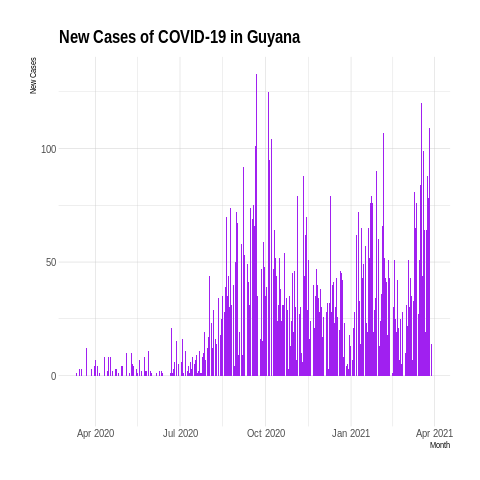 New Cases of COVID-19 in Guyana
New Cases
100
50
0
Apr 2020
Jul 2020
Oct 2020
Jan 2021
Apr 2021
Month